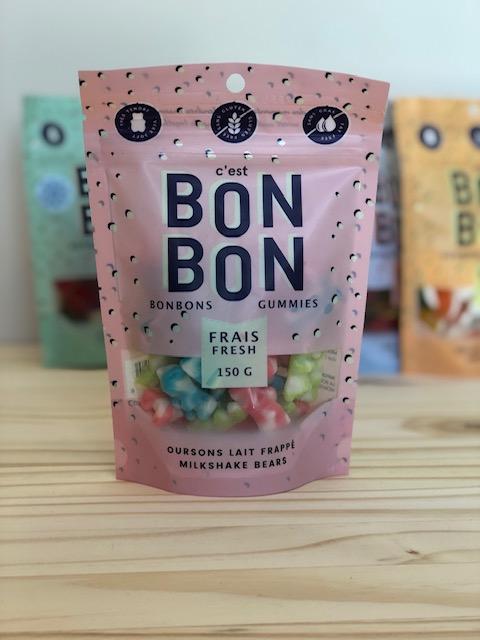 c'est
BON
BON
BONBONS GUMMIES
FRAIS
FRESH
150 G
OURSONS LAIT FRAPPÉ
MILKSHAKE BEARS